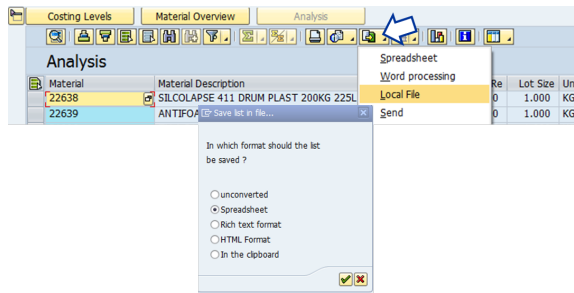 Costing Levels
Material Overview
Analysis
Analysis
Spreadsheet
Word processing
Local File
Send
Material
Material Description
Re
Lot Size
Un
22638
SILCOLAPSE 411 DRUM PLAST 200KG 225L
0
1.000
KG
22639
ANTIFOA
0
1.000
KG
Save list in file...
In which format should the list
be saved ?
unconverted
Spreadsheet
Rich text format
HTML Format
In the clipboard